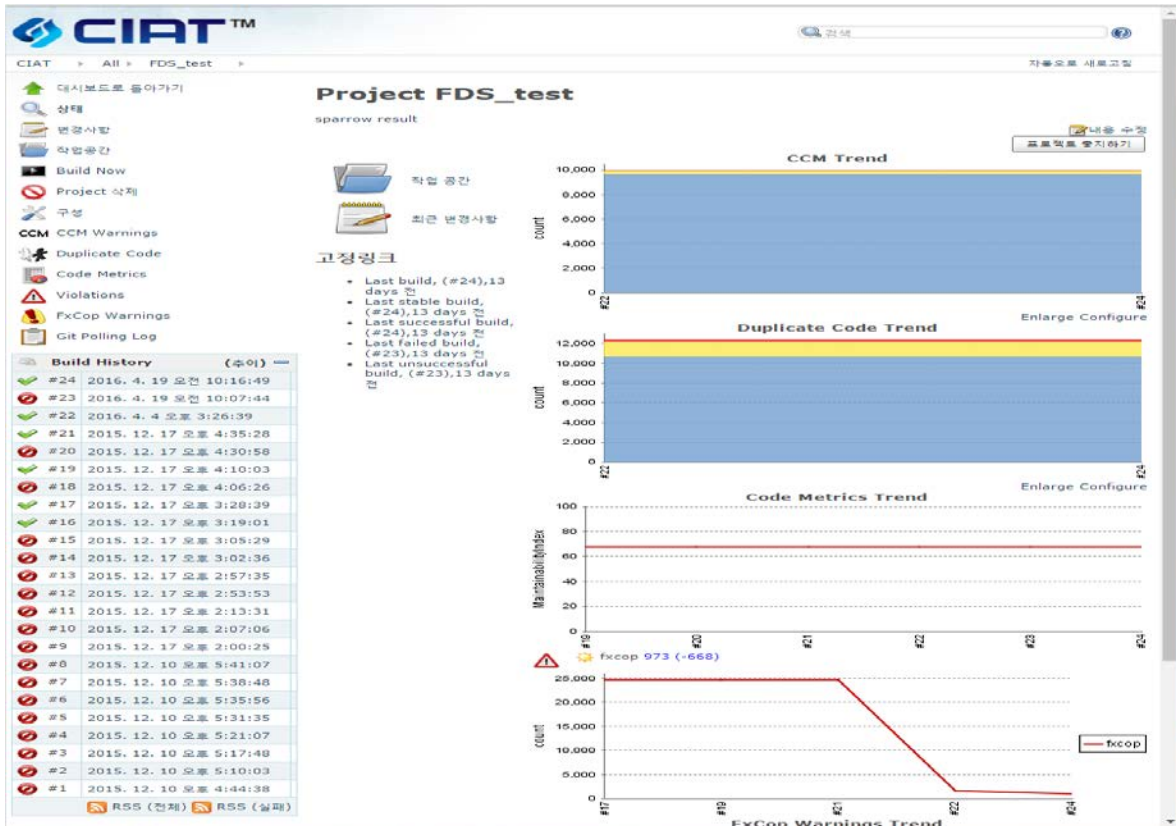 CIAT™
검색
CIAT All FDS_test
자동으로 새로고침
대시보드로 돌아가기
상태
변경사항
작업공간
Build Now
Project 삭제
구성
CCM CCM Warnings
Duplicate Code
Code Metrics
Violations
FxCop Warnings
Git Polling Log
Build History (추이)
#24 2016. 4. 19 오전 10:16:49
#23 2016. 4. 19 오전 10:07:44
#22 2016. 4. 4 오후 3:26:39
#21 2015. 12. 17 오후 4:35:28
#20 2015. 12. 17 오후 4:30:58
#19 2015. 12. 17 오후 4:10:03
#18 2015. 12. 17 오후 4:06:26
#17 2015. 12. 17 오후 3:28:39
#16 2015. 12. 17 오후 3:19:01
#15 2015. 12. 17 오후 3:05:29
#14 2015. 12. 17 오후 3:02:36
#13 2015. 12. 17 오후 2:57:35
#12 2015. 12. 17 오후 2:53:53
#11 2015. 12. 17 오후 2:13:31
#10 2015. 12. 17 오후 2:07:06
#9 2015. 12. 17 오후 2:00:25
#8 2015. 12. 10 오후 5:41:07
#7 2015. 12. 10 오후 5:38:48
#6 2015. 12. 10 오후 5:35:56
#5 2015. 12. 10 오후 5:31:35
#4 2015. 12. 10 오후 5:21:07
#3 2015. 12. 10 오후 5:17:48
#2 2015. 12. 10 오후 5:10:03
#1 2015. 12. 10 오후 4:44:38
RSS (전체) RSS (실패)
Project FDS_test
sparrow result
내용 수정
프로젝트 중지하기
작업 공간
최근 변경사항
고정링크
Last build, (#24),13
days 전
Last stable build,
(#24),13 days 전
Last successful build,
(#24),13 days 전
Last failed build,
(#23),13 days 전
Last unsuccessful
build, (#23),13 days
전
CCM Trend
count
10,000
8,000
6,000
4,000
2,000
0
#22 #24
Enlarge Configure
Duplicate Code Trend
count
12,000
10,000
8,000
6,000
4,000
2,000
0
#22 #24
Enlarge Configure
Code Metrics Trend
MaintainabilityIndex
100
80
60
40
20
0
#19 #20 #21 #22 #23 #24
fxcop 973 (-668)
count
25,000
20,000
15,000
10,000
5,000
0
#17 #19 #21 #22 #24
fxcop
FxCop Warnings Trend